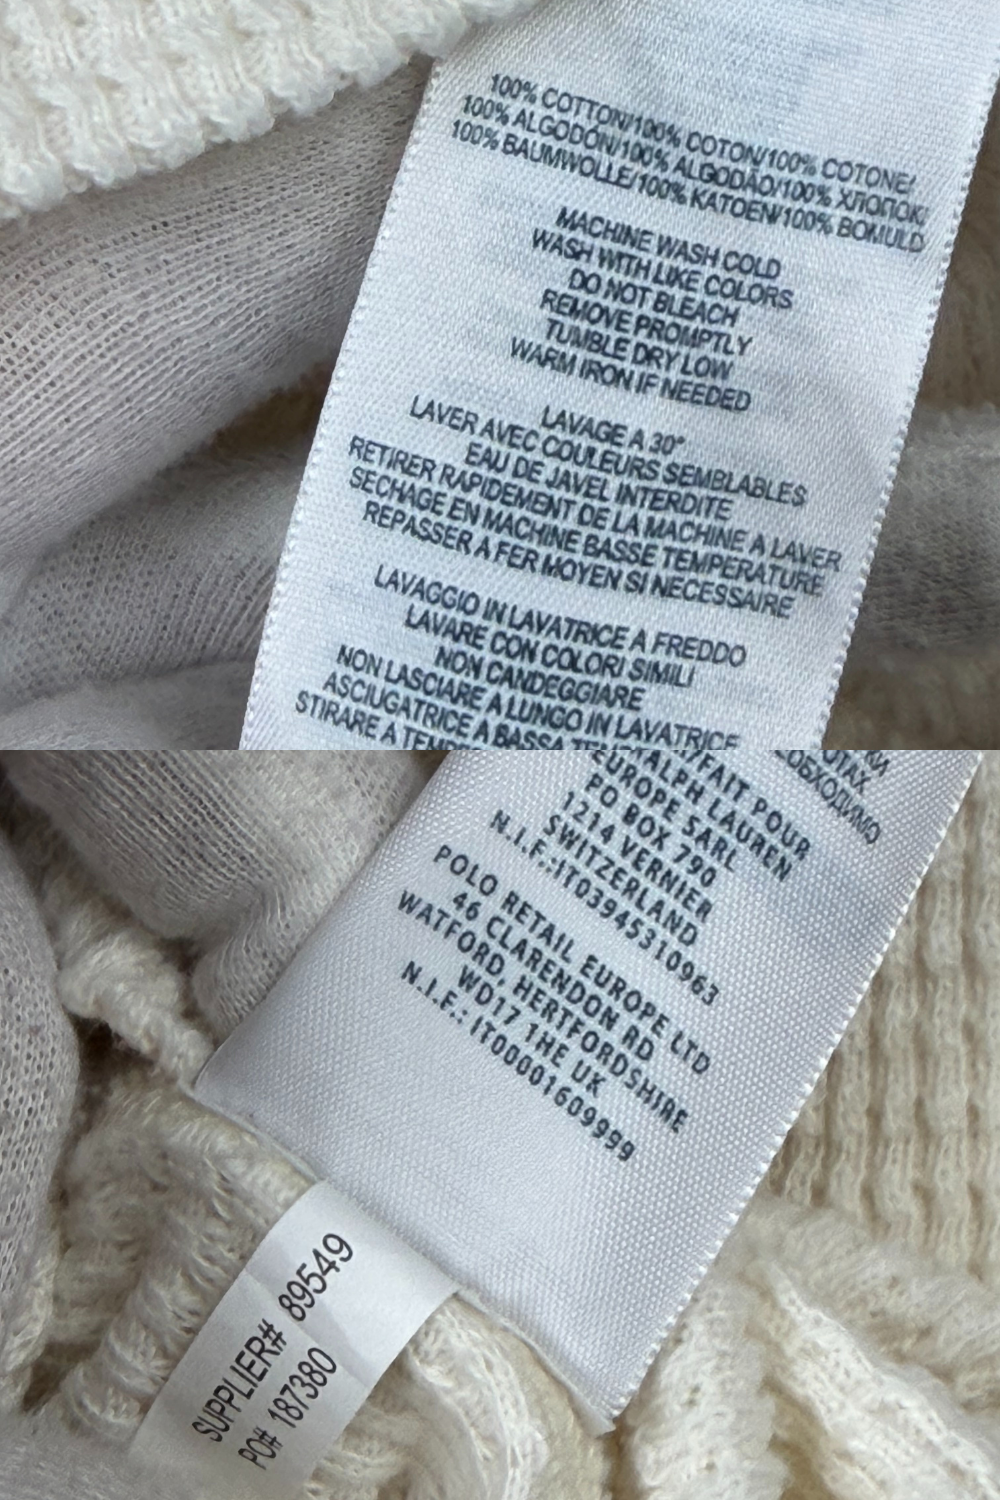 100% COTTON/100% COTON/100% COTONE/
100% ALGODÓN/100% ALGODÃO/100% ХЛОПОК/
100% BAUMWOLLE/100% KATOEN/100% BOMULD
MACHINE WASH COLD
WASH WITH LIKE COLORS
DO NOT BLEACH
REMOVE PROMPTLY
TUMBLE DRY LOW
WARM IRON IF NEEDED
LAVAGE A 30°
LAVER AVEC COULEURS SEMBLABLES
EAU DE JAVEL INTERDITE
RETIRER RAPIDEMENT DE LA MACHINE A LAVER
SECHAGE EN MACHINE BASSE TEMPERATURE
REPASSER A FER MOYEN SI NECESSAIRE
LAVAGGIO IN LAVATRICE A FREDDO
LAVARE CON COLORI SIMILI
NON CANDEGGIARE
NON LASCIARE A LUNGO IN LAVATRICE
ASCIUGATRICE A BASSA
STIRARE A
/FAIT POUR
RALPH LAUREN
EUROPE SARL
PO BOX 790
1214 VERNIER
SWITZERLAND
N.I.F.:IT03945310963
POLO RETAIL EUROPE LTD
46 CLARENDON RD
WATFORD, HERTFORDSHIRE
WD17 1HE UK
N.I.F.: IT00001609999
SUPPLIER# 89549
PO# 187380